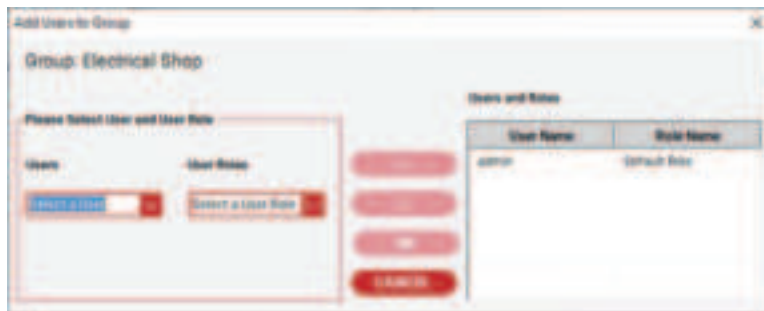 Add Users to Group
Group: Electrical Shop
Please Select User and User Role
Users
User Roles
Select a User
Select a User Role
OK
CANCEL
Users and Roles
User Name
Role Name
admin
Default Role